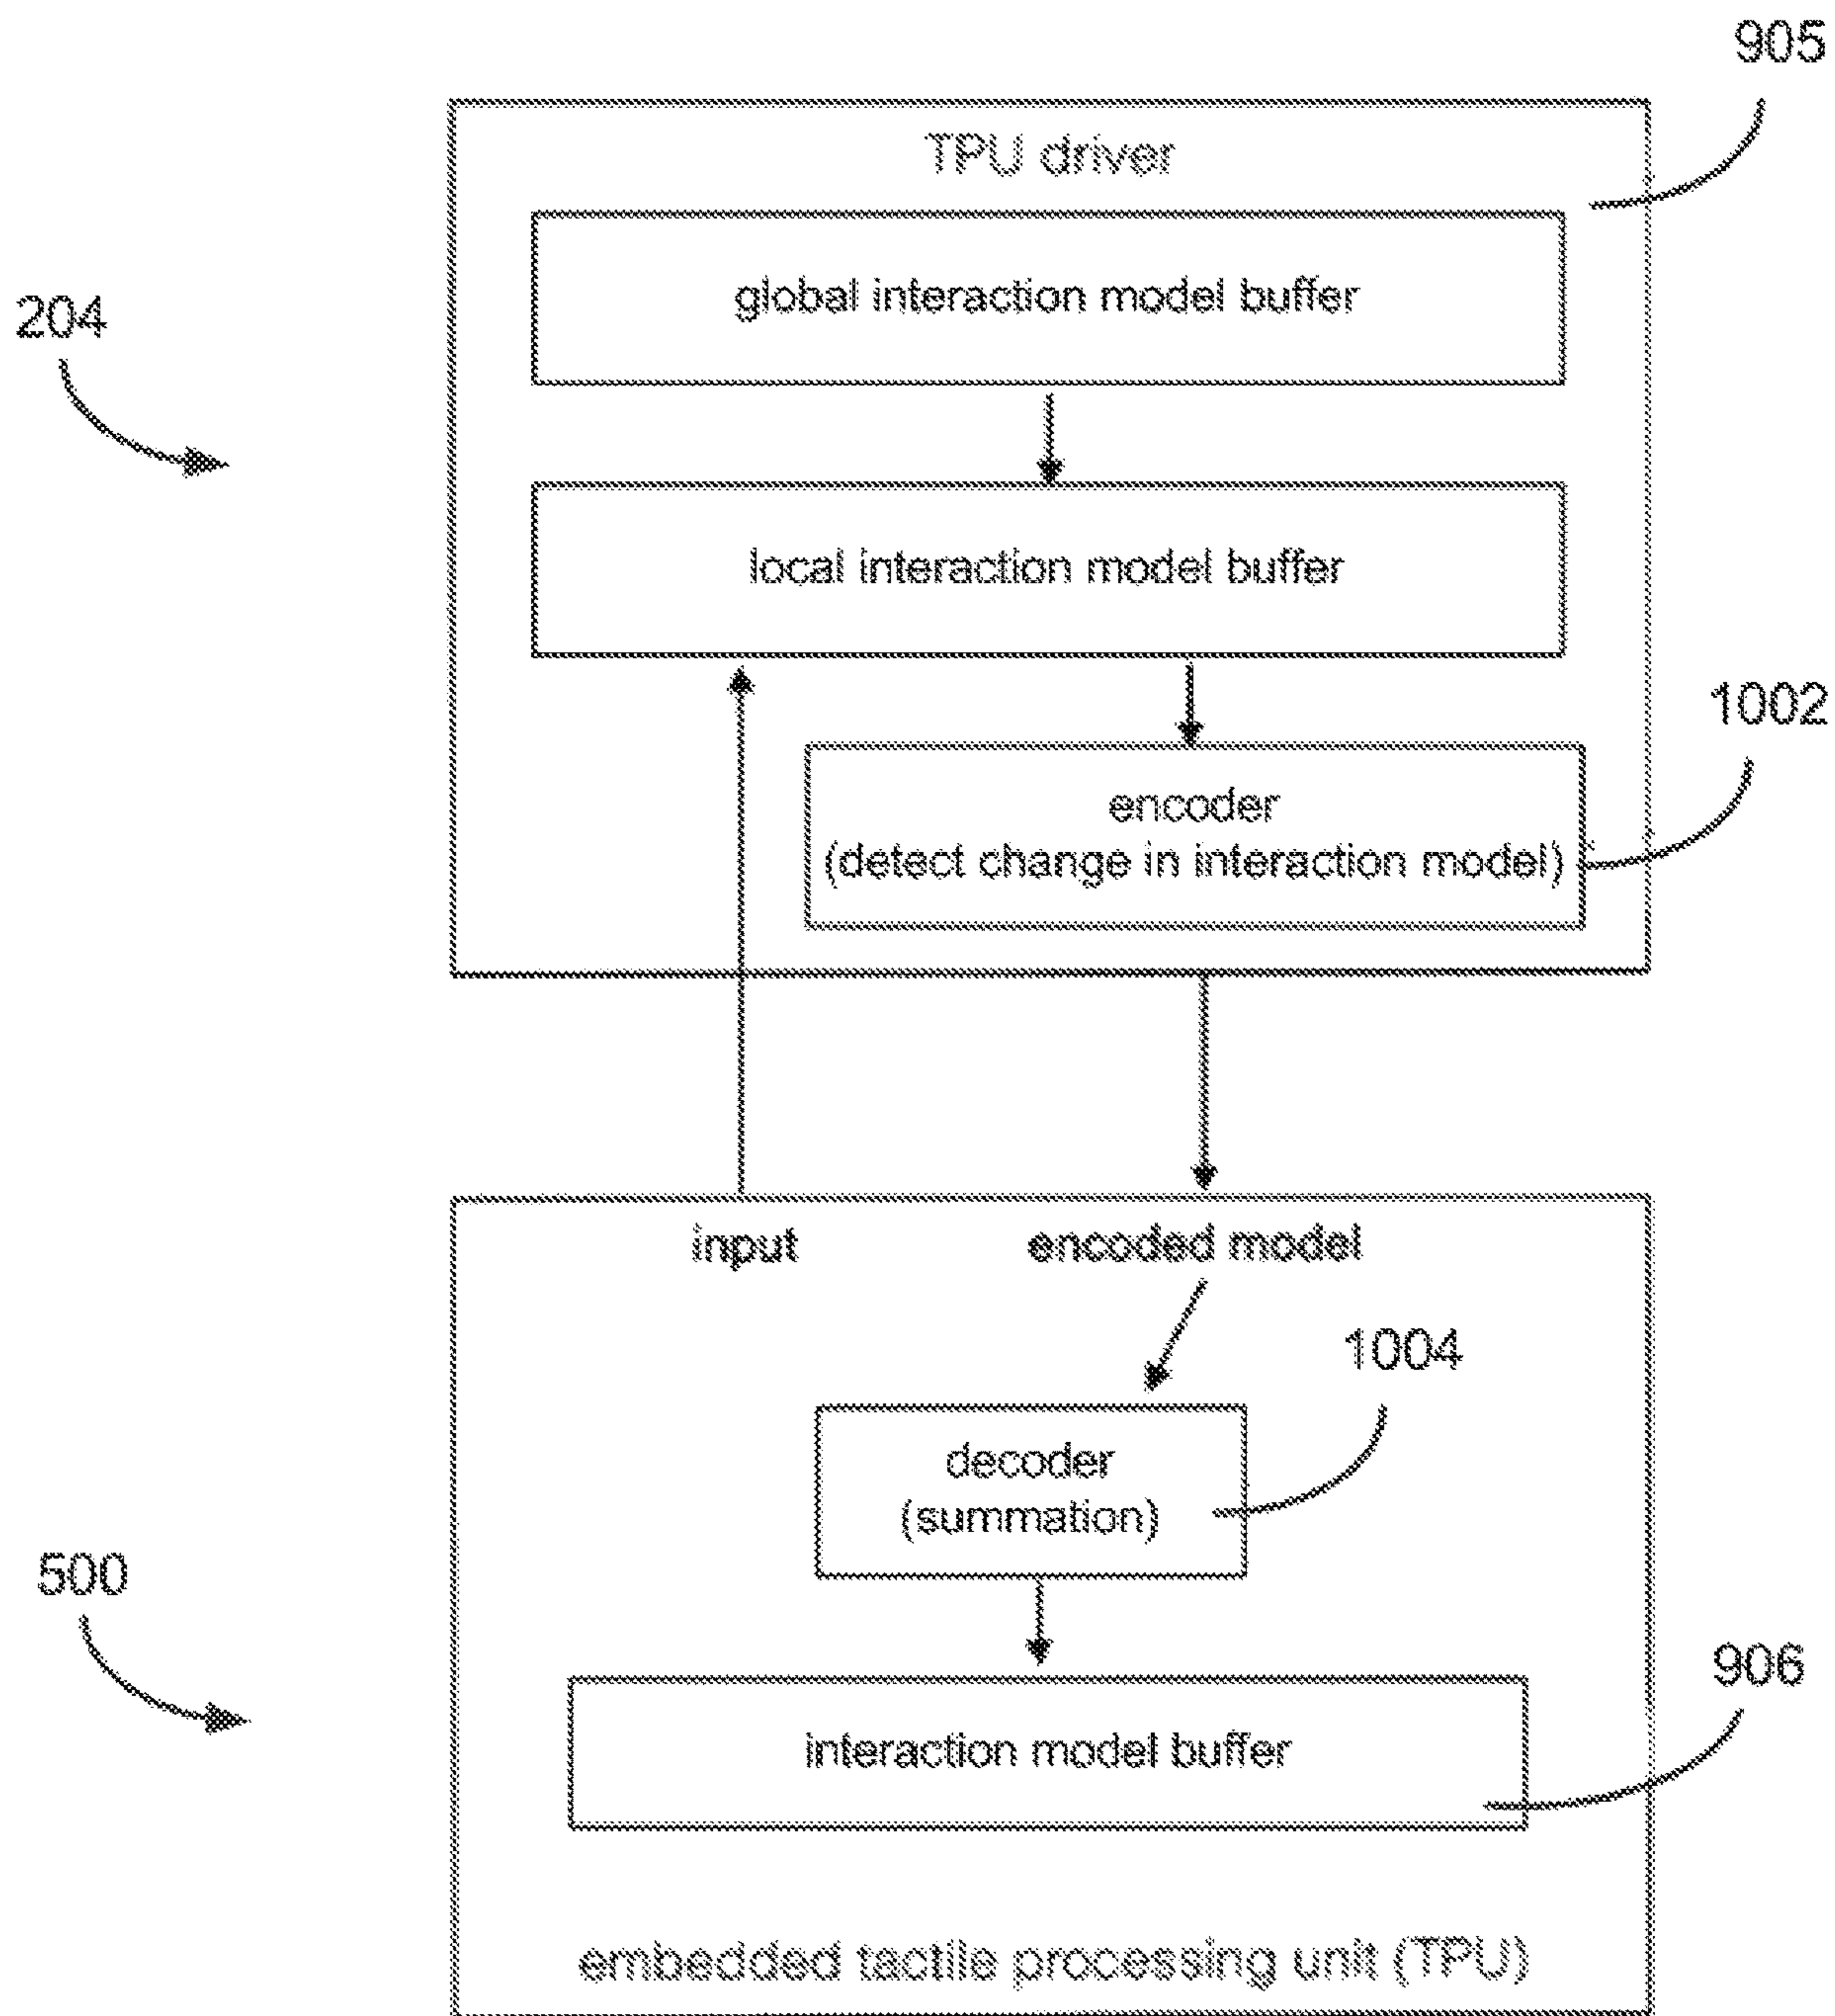 905
TPU driver
global interaction model buffer
204
local interaction model buffer
1002
encoder
(detect change in interaction model)
input
encoded model
1004
decoder
(summation)
500
906
interaction model buffer
embedded tactile processing unit (TPU)